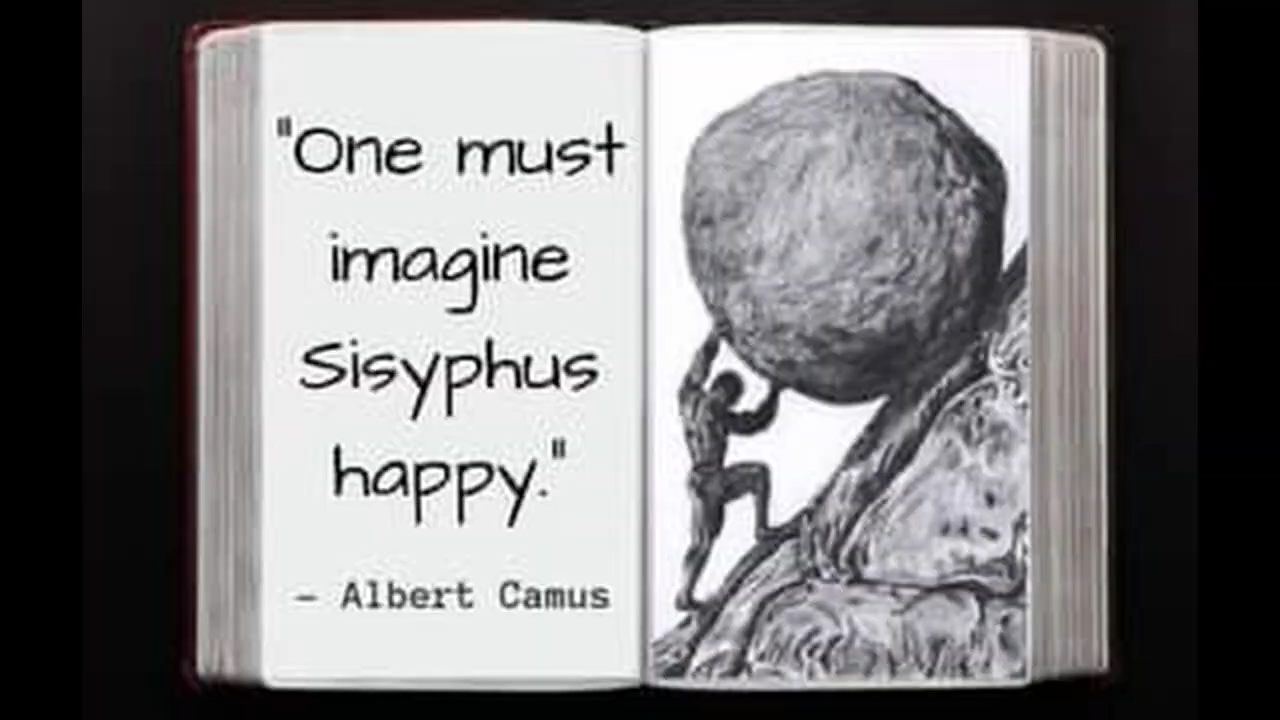 "One must
imagine
Sisyphus
happy."
– Albert Camus